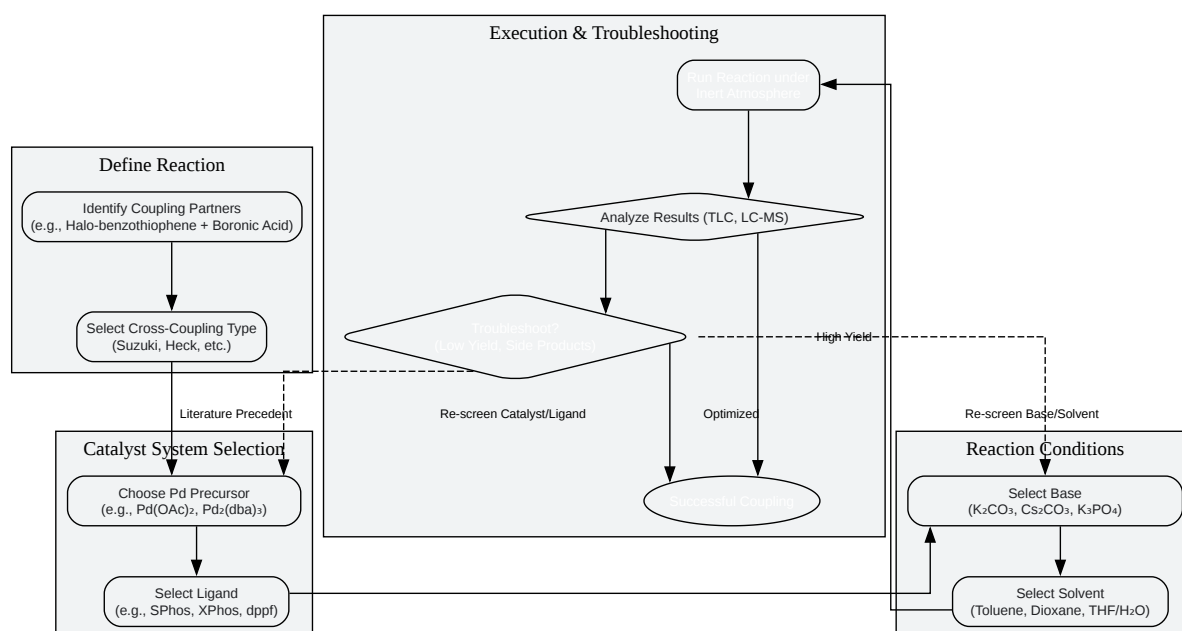 Execution & Troubleshooting
Run Reaction under
Inert Atmosphere
Define Reaction
Identify Coupling Partners
(e.g., Halo-benzothiophene + Boronic Acid)
Analyze Results (TLC, LC-MS)
Select Cross-Coupling Type
(Suzuki, Heck, etc.)
Troubleshoot?
(Low Yield, Side Products)
High Yield
Literature Precedent
Re-screen Catalyst/Ligand
Optimized
Re-screen Base/Solvent
Catalyst System Selection
Reaction Conditions
Choose Pd Precursor
(e.g., Pd(OAc)₂, Pd₂(dba)₃)
Successful Coupling
Select Base
(K₂CO₃, Cs₂CO₃, K₃PO₄)
Select Ligand
(e.g., SPhos, XPhos, dppf)
Select Solvent
(Toluene, Dioxane, THF/H₂O)